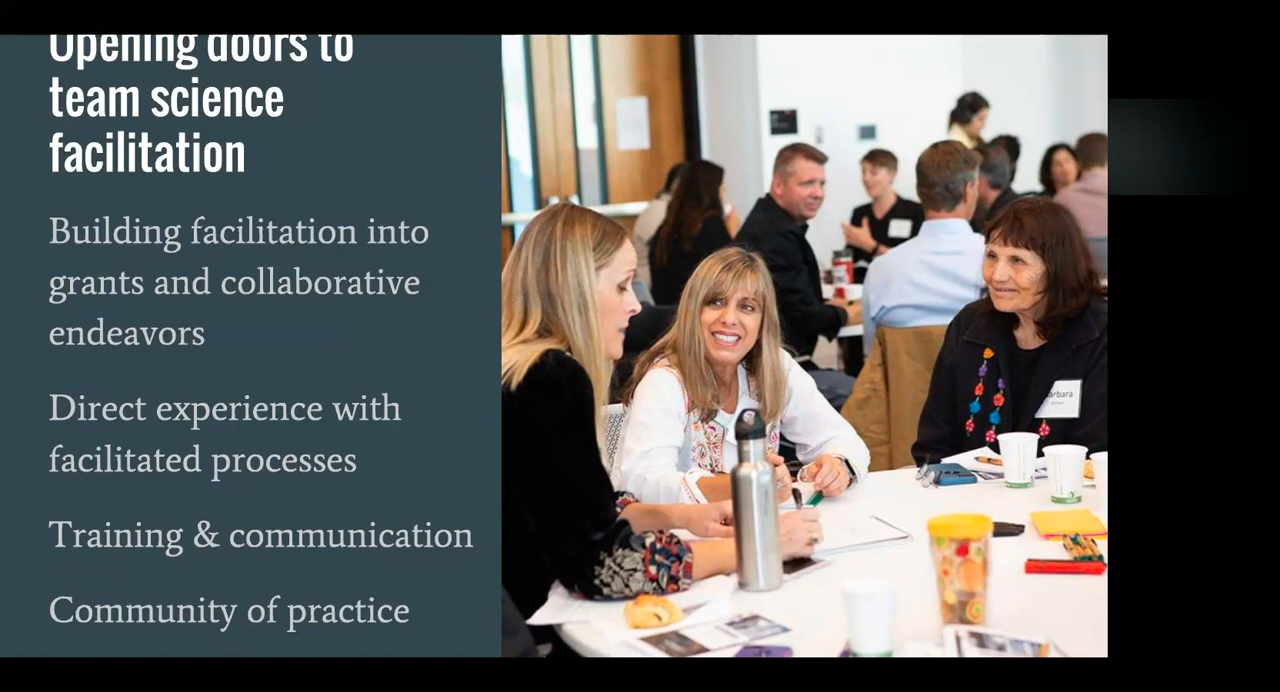 Opening doors to
team science
facilitation
Building facilitation into
grants and collaborative
endeavors
Direct experience with
facilitated processes
Training & communication
Community of practice
arbara